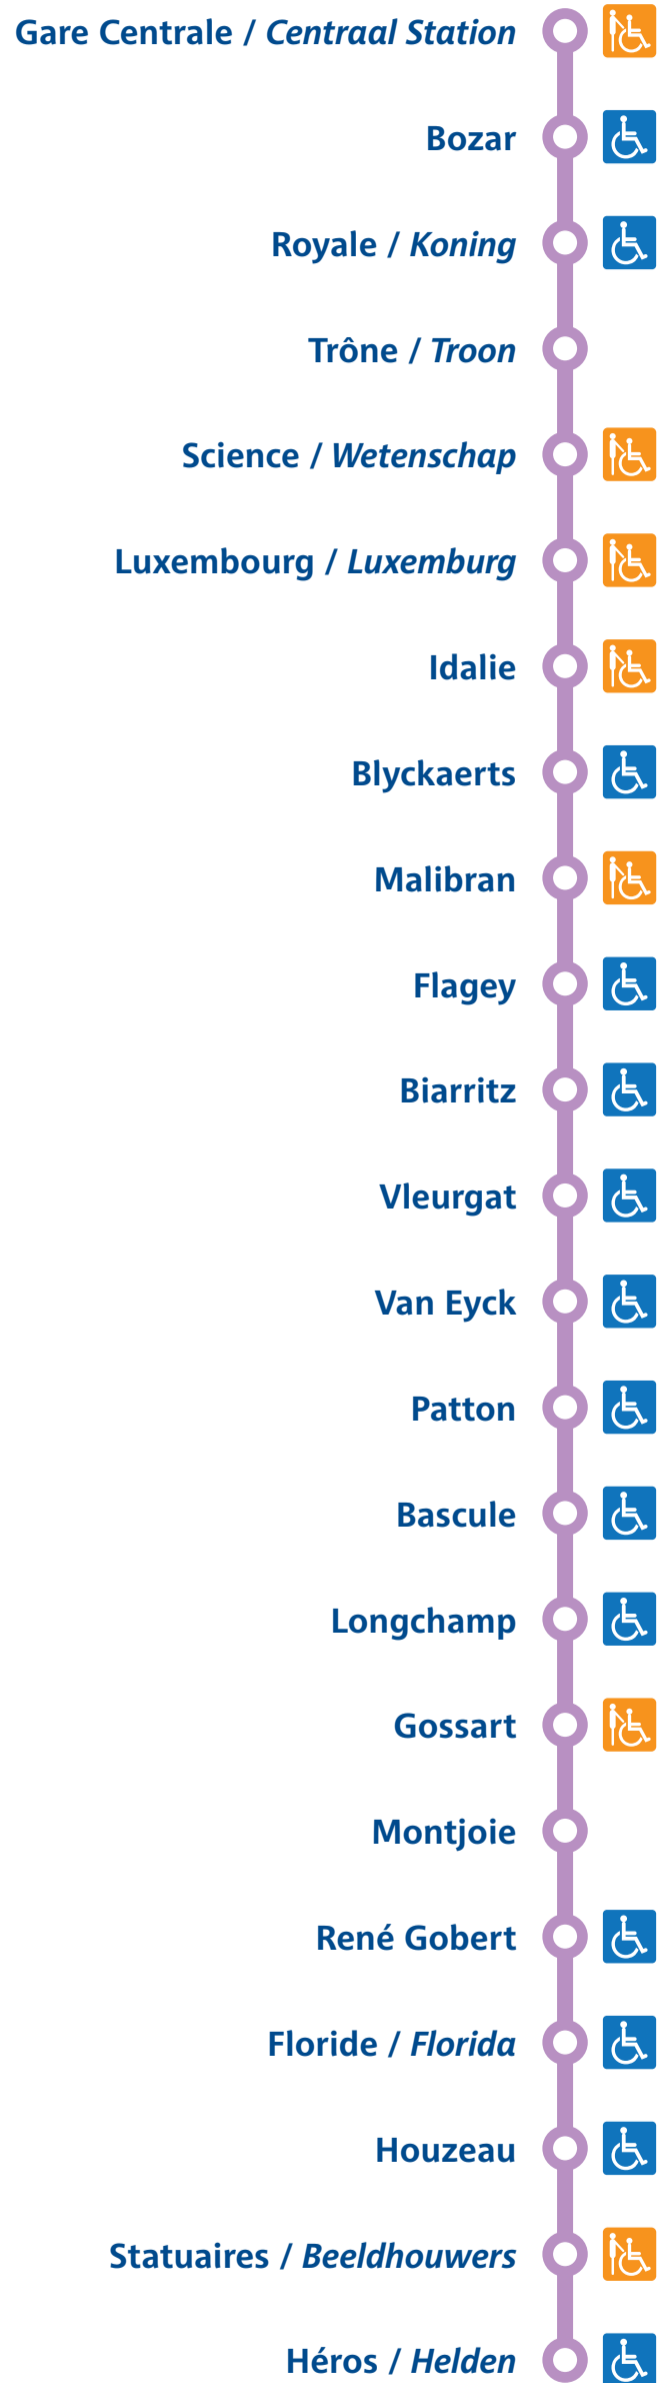 Gare Centrale / Centraal Station
Bozar
Royale / Koning
Trône / Troon
Science / Wetenschap
Luxembourg / Luxemburg
Idalie
Blyckaerts
Malibran
Flagey
Biarritz
Vleurgat
Van Eyck
Patton
Bascule
Longchamp
Gossart
Montjoie
René Gobert
Floride / Florida
Houzeau
Statuaires / Beeldhouwers
Héros / Helden